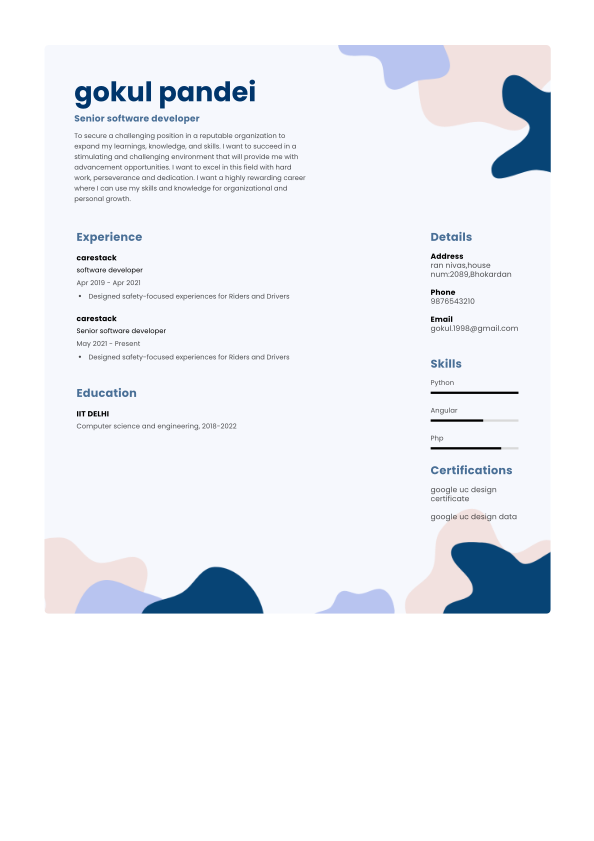 gokul pandei
Senior software developer
To secure a challenging position in a reputable organization to
expand my learnings, knowledge, and skills. I want to succeed in a
stimulating and challenging environment that will provide me with
advancement opportunities. I want to excel in this field with hard
work, perseverance and dedication. I want a highly rewarding career
where I can use my skills and knowledge for organizational and
personal growth.
Experience
carestack
software developer
Apr 2019 - Apr 2021
• Designed safety-focused experiences for Riders and Drivers
carestack
Senior software developer
May 2021 - Present
• Designed safety-focused experiences for Riders and Drivers
Education
IIT DELHI
Computer science and engineering, 2018-2022
Details
Address
ran nivas,house
num:2089,Bhokardan
Phone
9876543210
Email
gokul.1998@gmail.com
Skills
Python
Angular
Php
Certifications
google uc design
certificate
google uc design data